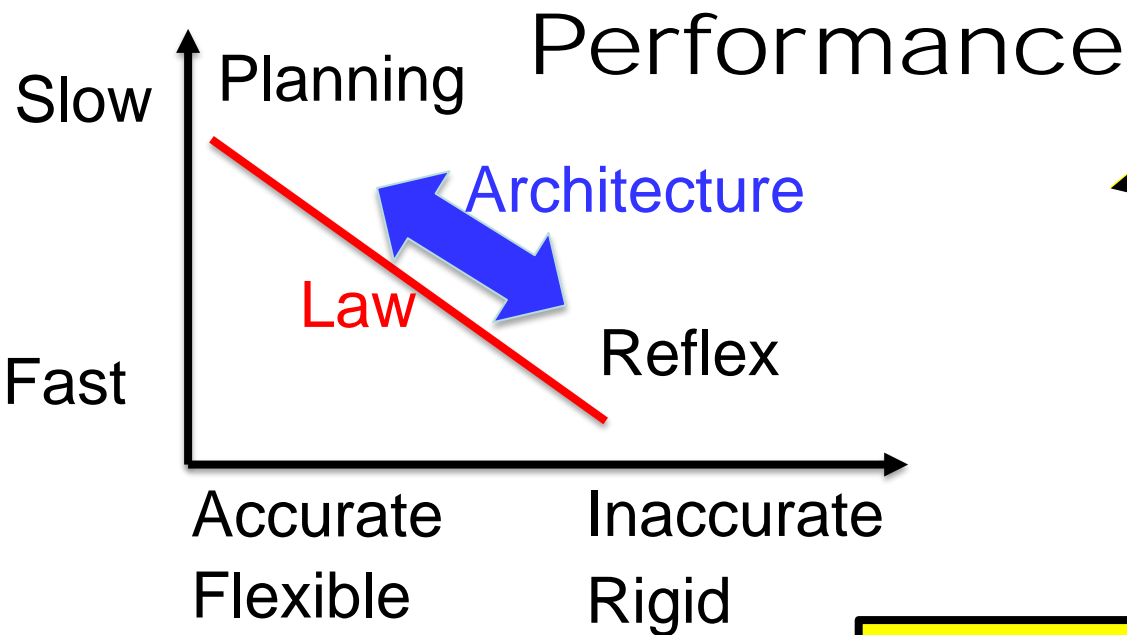 Performance
Planning
Slow
Architecture
Law
Reflex
Fast
Accurate
Inaccurate
Flexible
Rigid